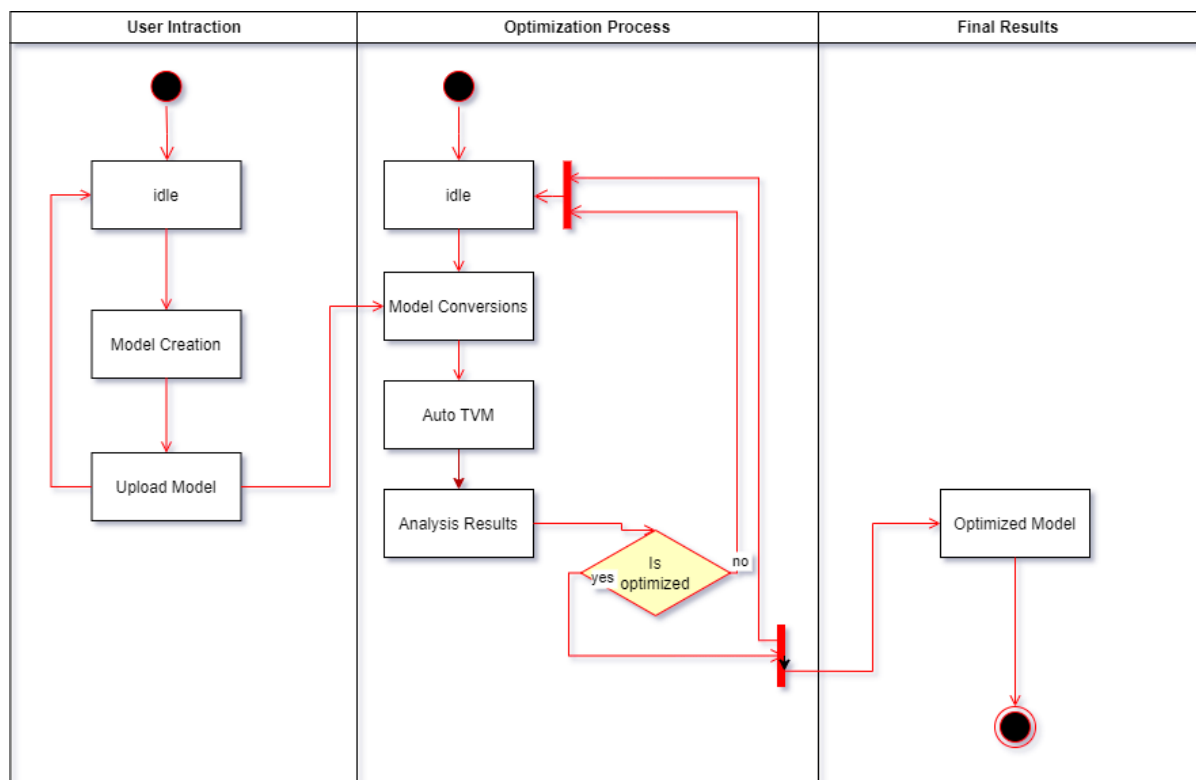 User Intraction
Optimization Process
Final Results
idle
Model Creation
Upload Model
idle
Model Conversions
Auto TVM
Analysis Results
Is
optimized
yes
no
Optimized Model